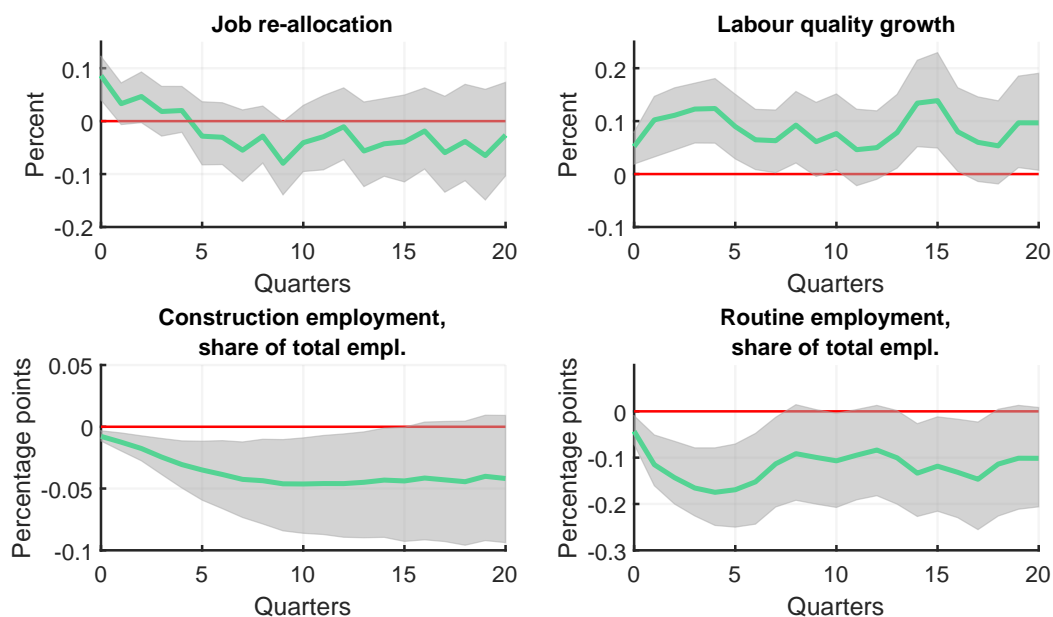 Job re-allocation
Percent
0.1
0
-0.1
-0.2
0 5 10 15 20
Quarters
Labour quality growth
Percent
0.2
0.1
0
-0.1
0 5 10 15 20
Quarters
Construction employment,
share of total empl.
Percentage points
0.05
0
-0.05
-0.1
0 5 10 15 20
Quarters
Routine employment,
share of total empl.
Percentage points
0
-0.1
-0.2
-0.3
0 5 10 15 20
Quarters